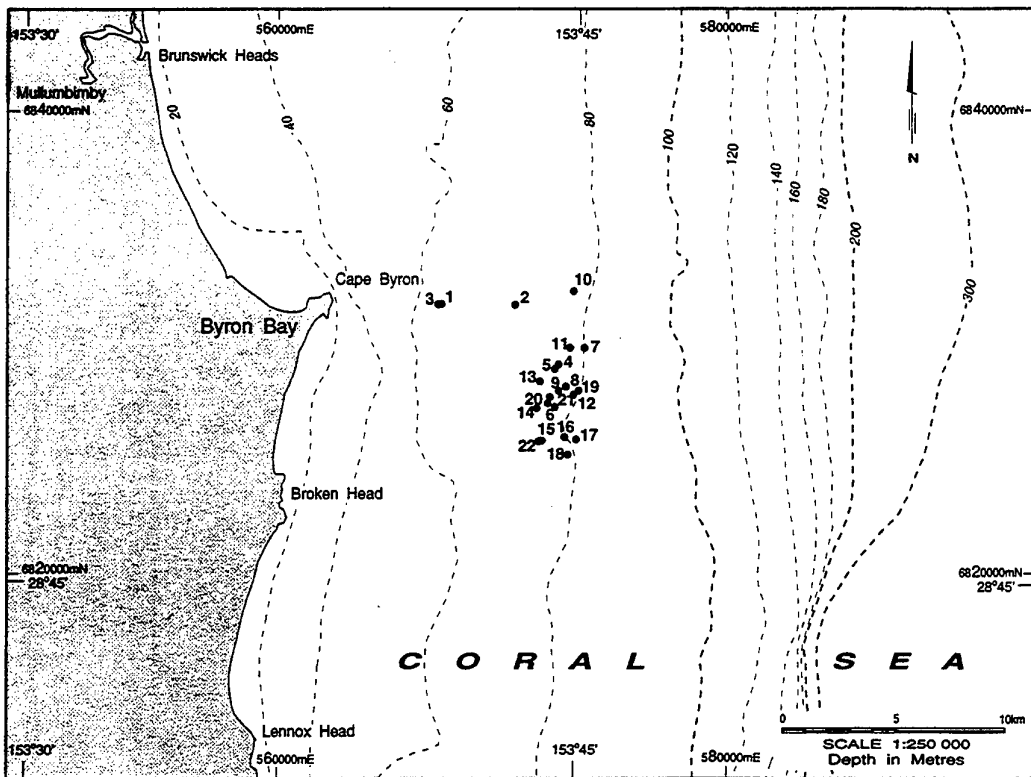 153°30'
560000mE
153°45'
580000mE
Brunswick Heads
Mullumbimby
6840000mN
6840000mN
20
40
60
80
100
120
140
160
180
200
300
N
Cape Byron
Byron Bay
10
3 1
2
11 7
5 4
13
9 8 19
20 21 12
14 6
15 16 17
22
18
Broken Head
6820000mN
28°45'
6820000mN
28°45'
CORAL SEA
Lennox Head
153°30'
560000mE
153°45'
580000mE
0 5 10km
SCALE 1:250 000
Depth in Metres